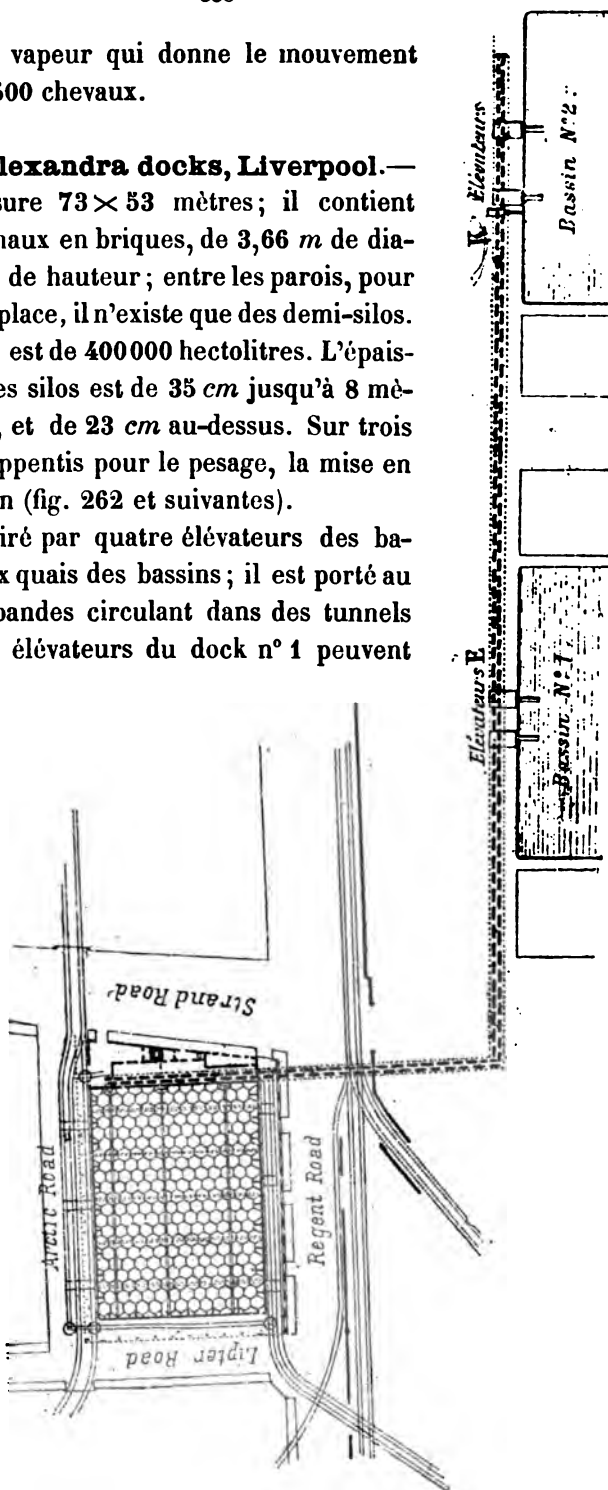 vapeur qui donne le mouvement
500 chevaux.
lexandra docks, Liverpool.—
sure 73 × 53 mètres; il contient
naux en briques, de 3,66 m de dia-
de hauteur; entre les parois, pour
place, il n'existe que des demi-silos.
est de 400000 hectolitres. L'épais-
es silos est de 35 cm jusqu'à 8 mè-
, et de 23 cm au-dessus. Sur trois
ppentis pour le pesage, la mise en
n (fig. 262 et suivantes).
iré par quatre élévateurs des ba-
x quais des bassins; il est porté au
bandes circulant dans des tunnels
élévateurs du dock n° 1 peuvent
Élévateurs
Bassin N° 2.
Elévateurs E
Bassin N° 1
Strand Road
Arctic Road
Regent Road
Lipter Road